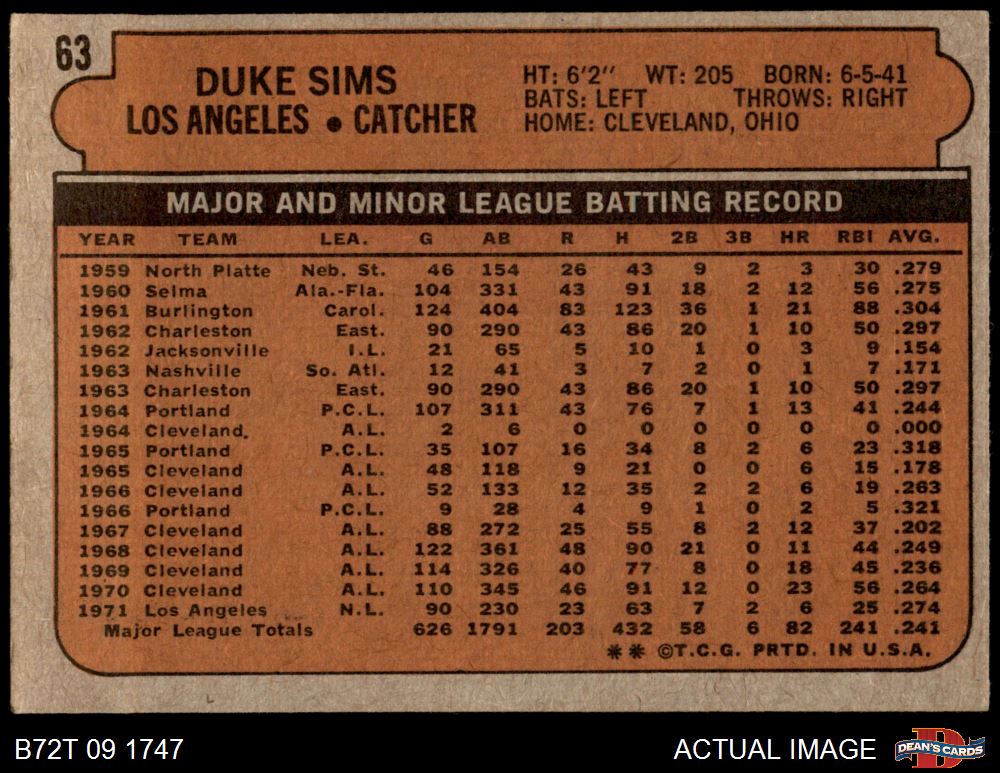 63
DUKE SIMS
LOS ANGELES • CATCHER
HT: 6'2" WT: 205 BORN: 6-5-41
BATS: LEFT THROWS: RIGHT
HOME: CLEVELAND, OHIO
MAJOR AND MINOR LEAGUE BATTING RECORD
YEAR TEAM LEA. G AB R H 2B 3B HR RBI AVG.
1959 North Platte Neb. St. 46 154 26 43 9 2 3 30 .279
1960 Selma Ala.-Fla. 104 331 43 91 18 2 12 56 .275
1961 Burlington Carol. 124 404 83 123 36 1 21 88 .304
1962 Charleston East. 90 290 43 86 20 1 10 50 .297
1962 Jacksonville I.L. 21 65 5 10 1 0 3 9 .154
1963 Nashville So. Atl. 12 41 3 7 2 0 1 7 .171
1963 Charleston East. 90 290 43 86 20 1 10 50 .297
1964 Portland P.C.L. 107 311 43 76 7 1 13 41 .244
1964 Cleveland. A.L. 2 6 0 0 0 0 0 0 .000
1965 Portland P.C.L. 35 107 16 34 8 2 6 23 .318
1965 Cleveland A.L. 48 118 9 21 0 0 6 15 .178
1966 Cleveland A.L. 52 133 12 35 2 2 6 19 .263
1966 Portland P.C.L. 9 28 4 9 1 0 2 5 .321
1967 Cleveland A.L. 88 272 25 55 8 2 12 37 .202
1968 Cleveland A.L. 122 361 48 90 21 0 11 44 .249
1969 Cleveland A.L. 114 326 40 77 8 0 18 45 .236
1970 Cleveland A.L. 110 345 46 91 12 0 23 56 .264
1971 Los Angeles N.L. 90 230 23 63 7 2 6 25 .274
Major League Totals 626 1791 203 432 58 6 82 241 .241
** ©T.C.G. PRTD. IN U.S.A.
B72T 09 1747
ACTUAL IMAGE
D
DEAN'S CARDS